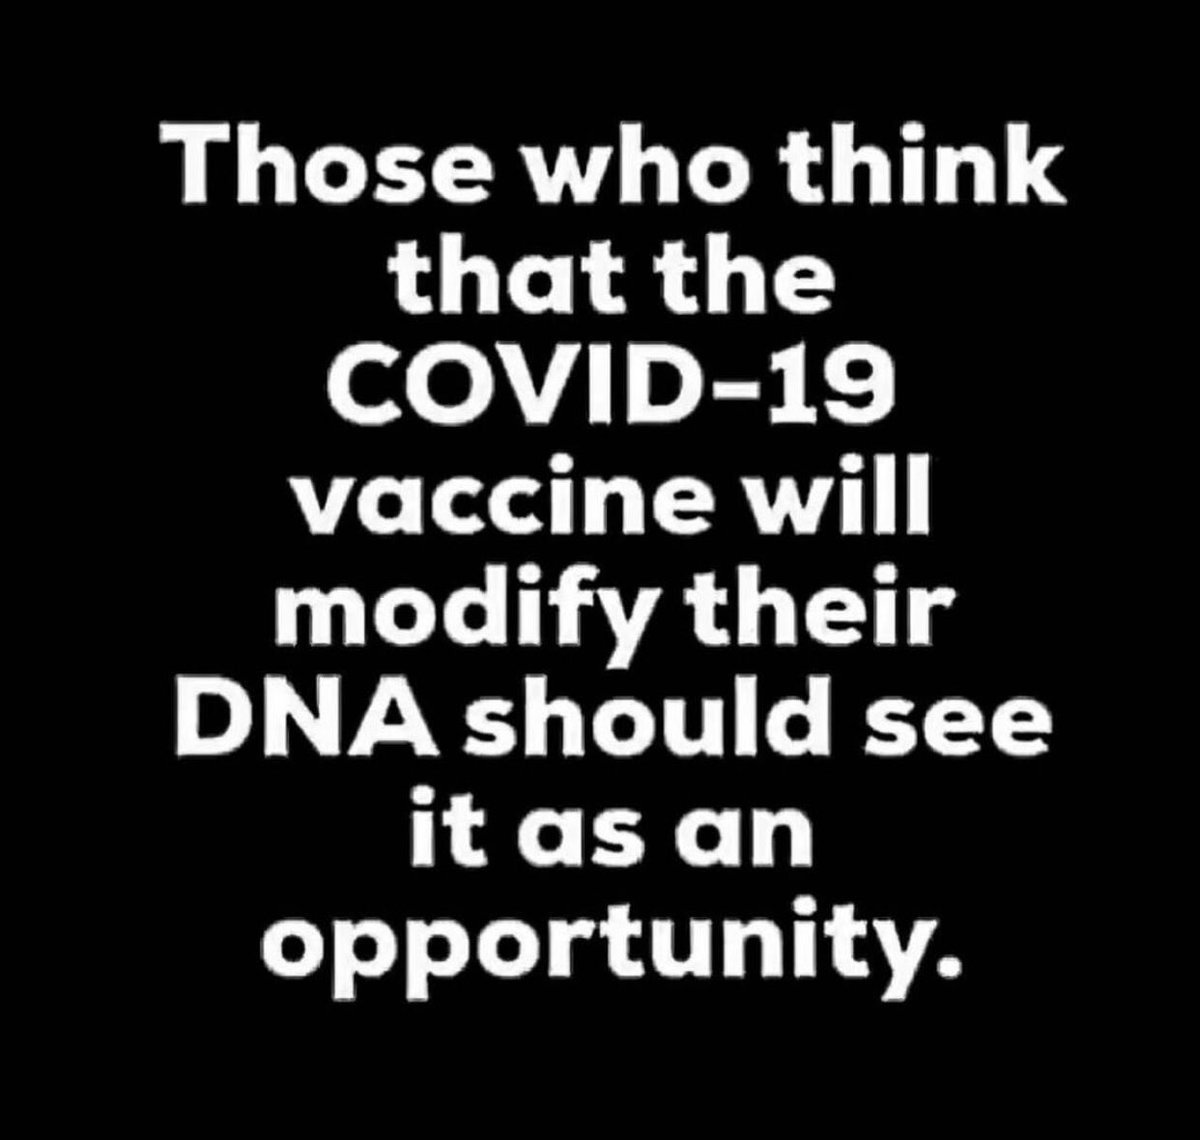 Those who think
that the
COVID-19
vaccine will
modify their
DNA should see
it as an
opportunity.